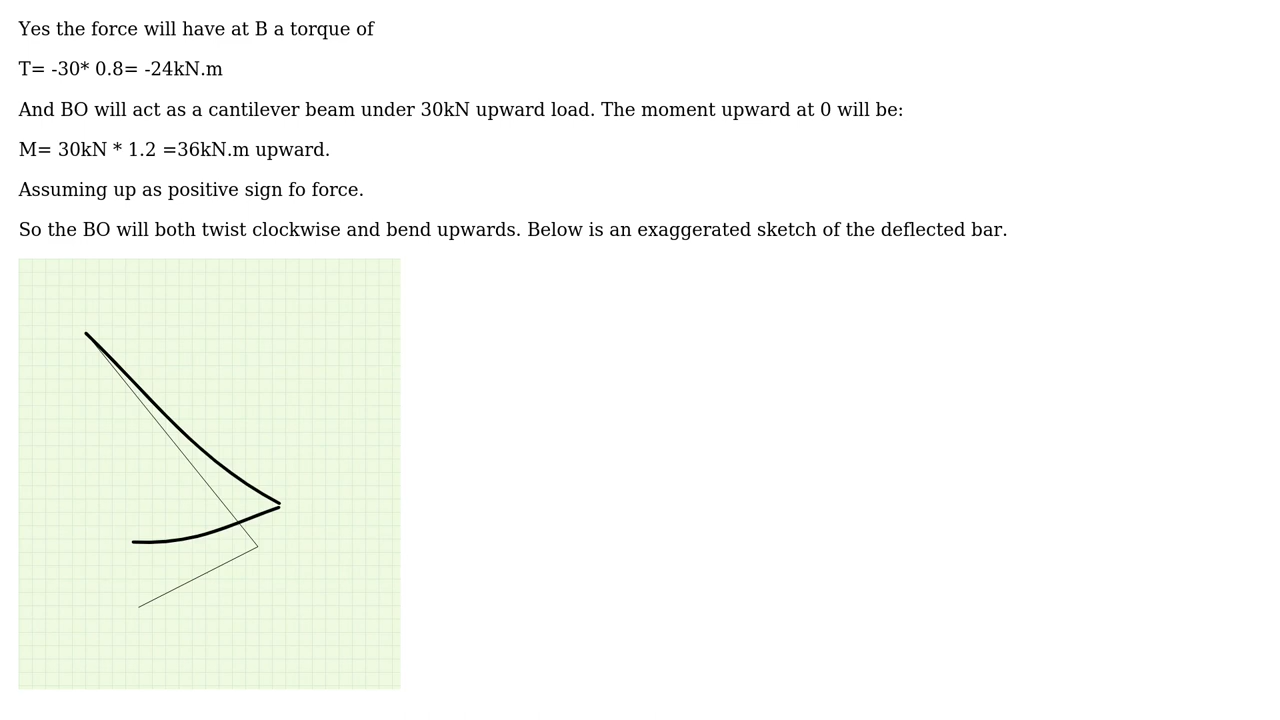 Yes the force will have at B a torque of
T= -30* 0.8= -24kN.m
And BO will act as a cantilever beam under 30kN upward load. The moment upward at 0 will be:
M= 30kN * 1.2 =36kN.m upward.
Assuming up as positive sign fo force.
So the BO will both twist clockwise and bend upwards. Below is an exaggerated sketch of the deflected bar.